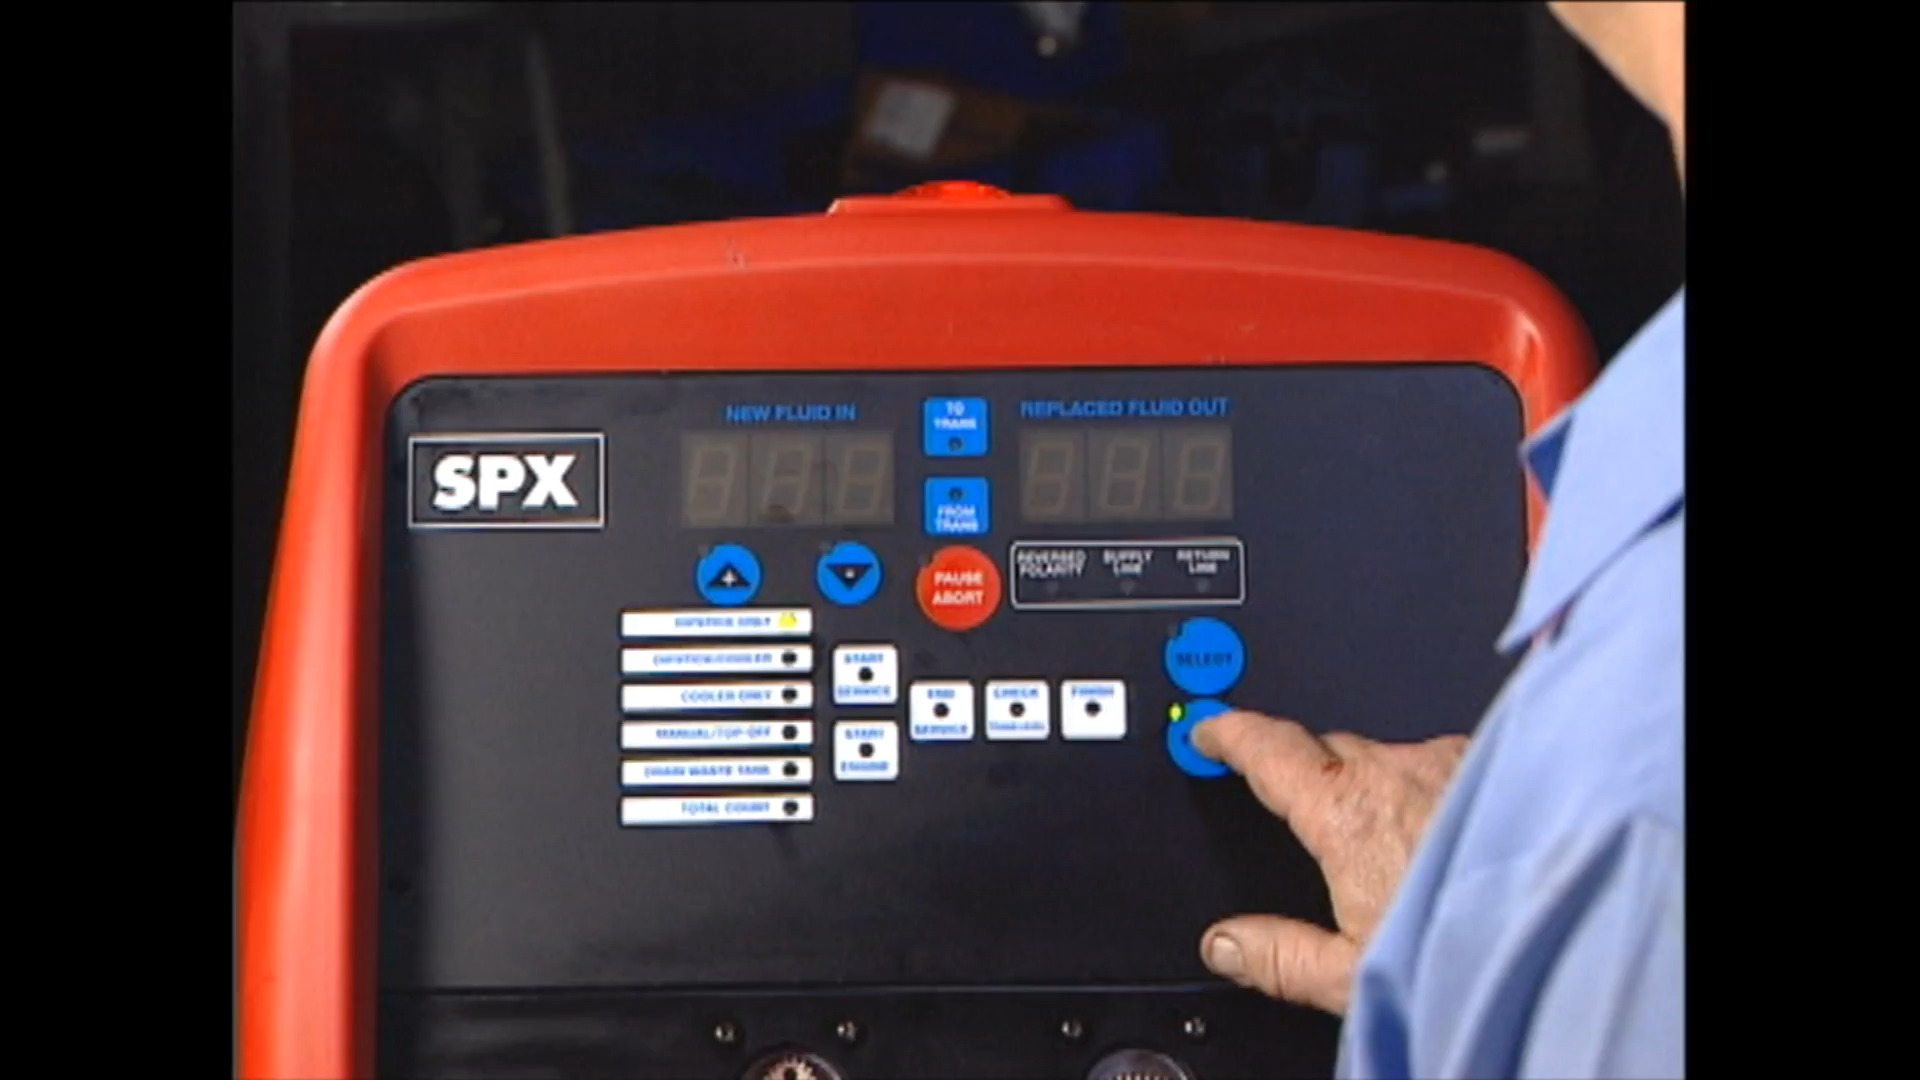 NEW FLUID IN
TO
TRANS
REPLACED FLUID OUT
SPX
FROM
TRANS
+
-
PAUSE
ABORT
REVERSED
POLARITY
SUPPLY
LINE
RETURN
LINE
DIPSTICK ONLY
DIPSTICK/COOLER
COOLER ONLY
MANUAL/TOP-OFF
DRAIN WASTE TANK
TOTAL COUNT
START
SERVICE
START
ENGINE
END
SERVICE
CHECK
FINISH
SELECT